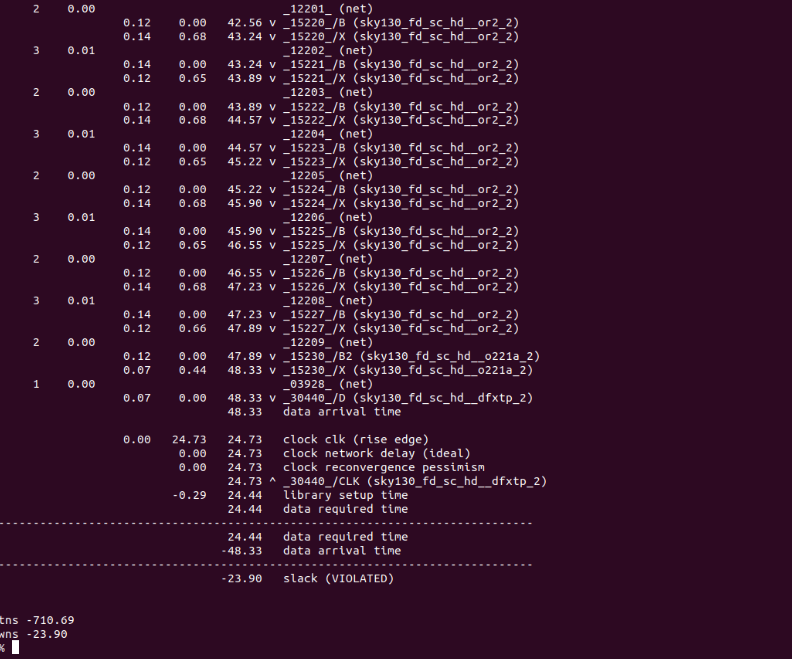 2 0.00 _12201_ (net)
0.12 0.00 42.56 v _15220_/B (sky130_fd_sc_hd__or2_2)
0.14 0.68 43.24 v _15220_/X (sky130_fd_sc_hd__or2_2)
3 0.01 _12202_ (net)
0.14 0.00 43.24 v _15221_/B (sky130_fd_sc_hd__or2_2)
0.12 0.65 43.89 v _15221_/X (sky130_fd_sc_hd__or2_2)
2 0.00 _12203_ (net)
0.12 0.00 43.89 v _15222_/B (sky130_fd_sc_hd__or2_2)
0.14 0.68 44.57 v _15222_/X (sky130_fd_sc_hd__or2_2)
3 0.01 _12204_ (net)
0.14 0.00 44.57 v _15223_/B (sky130_fd_sc_hd__or2_2)
0.12 0.65 45.22 v _15223_/X (sky130_fd_sc_hd__or2_2)
2 0.00 _12205_ (net)
0.12 0.00 45.22 v _15224_/B (sky130_fd_sc_hd__or2_2)
0.14 0.68 45.90 v _15224_/X (sky130_fd_sc_hd__or2_2)
3 0.01 _12206_ (net)
0.14 0.00 45.90 v _15225_/B (sky130_fd_sc_hd__or2_2)
0.12 0.65 46.55 v _15225_/X (sky130_fd_sc_hd__or2_2)
2 0.00 _12207_ (net)
0.12 0.00 46.55 v _15226_/B (sky130_fd_sc_hd__or2_2)
0.14 0.68 47.23 v _15226_/X (sky130_fd_sc_hd__or2_2)
3 0.01 _12208_ (net)
0.14 0.00 47.23 v _15227_/B (sky130_fd_sc_hd__or2_2)
0.12 0.66 47.89 v _15227_/X (sky130_fd_sc_hd__or2_2)
2 0.00 _12209_ (net)
0.12 0.00 47.89 v _15230_/B2 (sky130_fd_sc_hd__o221a_2)
0.07 0.44 48.33 v _15230_/X (sky130_fd_sc_hd__o221a_2)
1 0.00 _03928_ (net)
0.07 0.00 48.33 v _30440_/D (sky130_fd_sc_hd__dfxtp_2)
48.33 data arrival time
0.00 24.73 24.73 clock clk (rise edge)
0.00 24.73 clock network delay (ideal)
0.00 24.73 clock reconvergence pessimism
24.73 ^ _30440_/CLK (sky130_fd_sc_hd__dfxtp_2)
-0.29 24.44 library setup time
24.44 data required time
-----------------------------------------------------------------------------
24.44 data required time
-48.33 data arrival time
-----------------------------------------------------------------------------
-23.90 slack (VIOLATED)
tns -710.69
wns -23.90
%